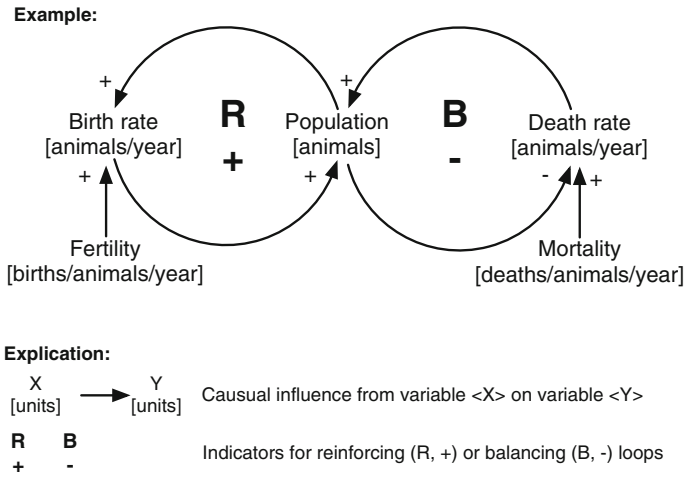 Example:
+ +
Birth rate R Population B Death rate
[animals/year] + [animals] - [animals/year]
+ + - +
Fertility Mortality
[births/animals/year] [deaths/animals/year]
Explication:
X Y
[units] [units] Causual influence from variable <X> on variable <Y>
R B
+ - Indicators for reinforcing (R, +) or balancing (B, -) loops